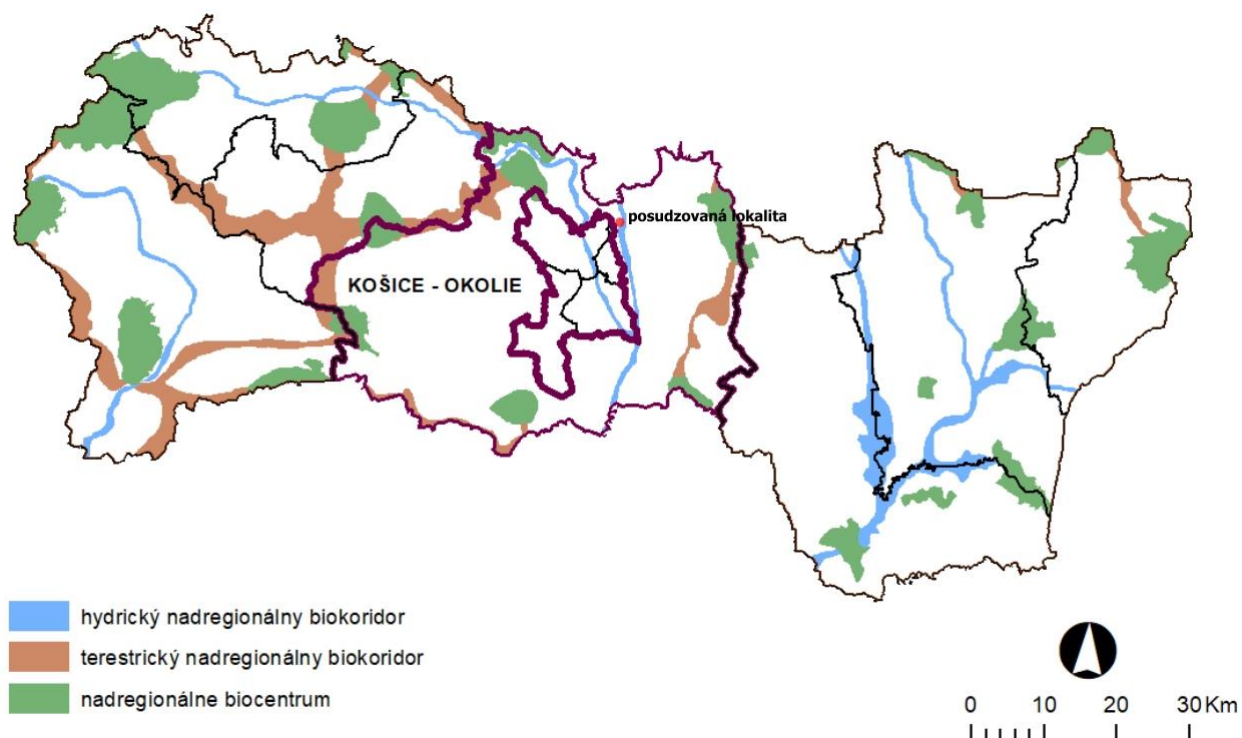 posudzovaná lokalita
KOŠICE - OKOLIE
hydrický nadregionálny biokoridor
terestrický nadregionálny biokoridor
nadregionálne biocentrum
0 10 20 30 Km